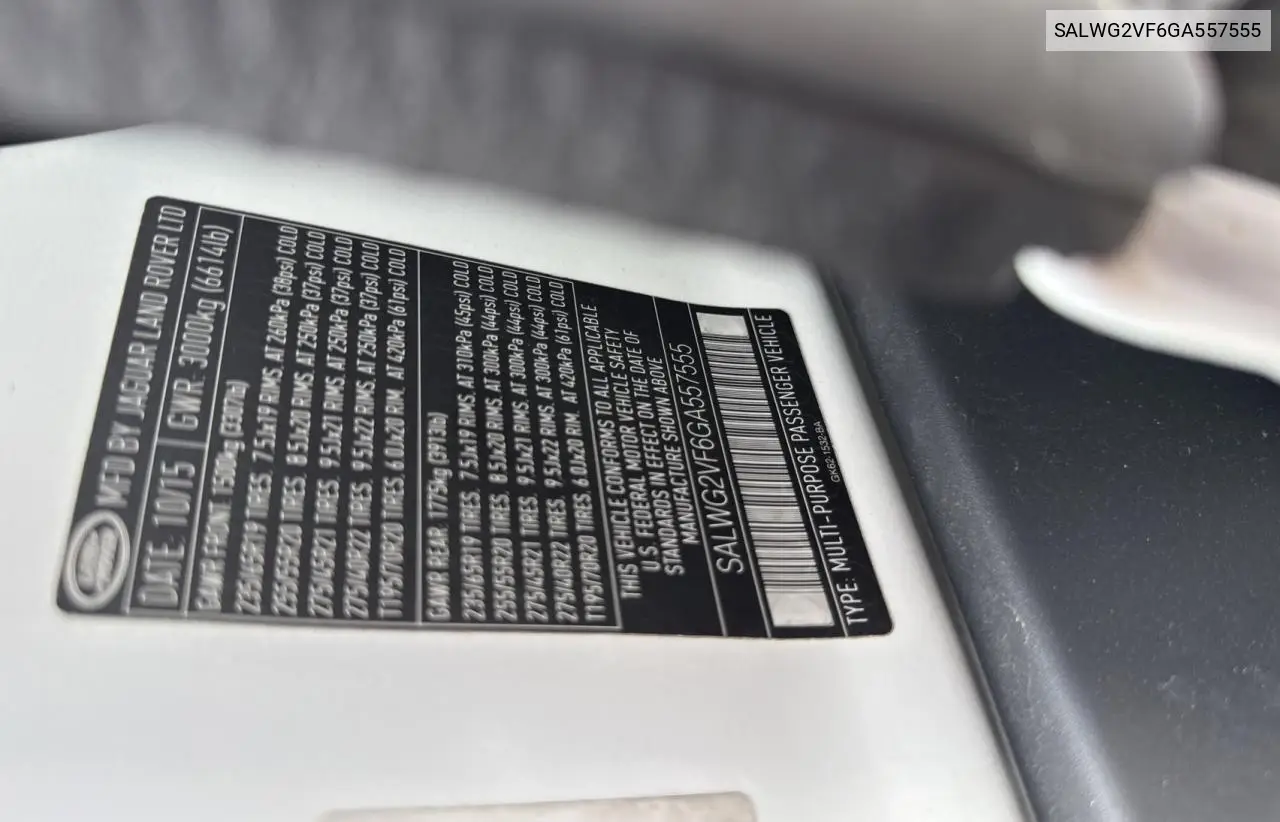 SALWG2VF6GA557555
MFD BY JAGUAR LAND ROVER LTD
DATE: 10/15 GWR: 3000kg (6614lb)
GAWR FRONT 1500kg (3307lb)
235/65R19 TIRES. 7.5Jx19 RIMS. AT 260kPa (38psi) COLD
255/55R20 TIRES. 8.5Jx20 RIMS. AT 250kPa (37psi) COLD
275/45R21 TIRES. 9.5Jx21 RIMS. AT 250kPa (37psi) COLD
275/40R22 TIRES. 9.5Jx22 RIMS. AT 250kPa (37psi) COLD
T195/70R20 TIRES. 6.0Jx20 RIM. AT 420kPa (61psi) COLD
GAWR REAR: 1775kg (3913lb)
235/65R19 TIRES. 7.5Jx19 RIMS. AT 310kPa (45psi) COLD
255/55R20 TIRES. 8.5Jx20 RIMS. AT 300kPa (44psi) COLD
275/45R21 TIRES. 9.5Jx21 RIMS. AT 300kPa (44psi) COLD
275/40R22 TIRES. 9.5Jx22 RIMS. AT 300kPa (44psi) COLD
T195/70R20 TIRES. 6.0Jx20 RIM. AT 420kPa (61psi) COLD
THIS VEHICLE CONFORMS TO ALL APPLICABLE
U.S. FEDERAL MOTOR VEHICLE SAFETY
STANDARDS IN EFFECT ON THE DATE OF
MANUFACTURE SHOWN ABOVE
SALWG2VF6GA557555
TYPE: MULTI-PURPOSE PASSENGER VEHICLE
GK62-1532-BA